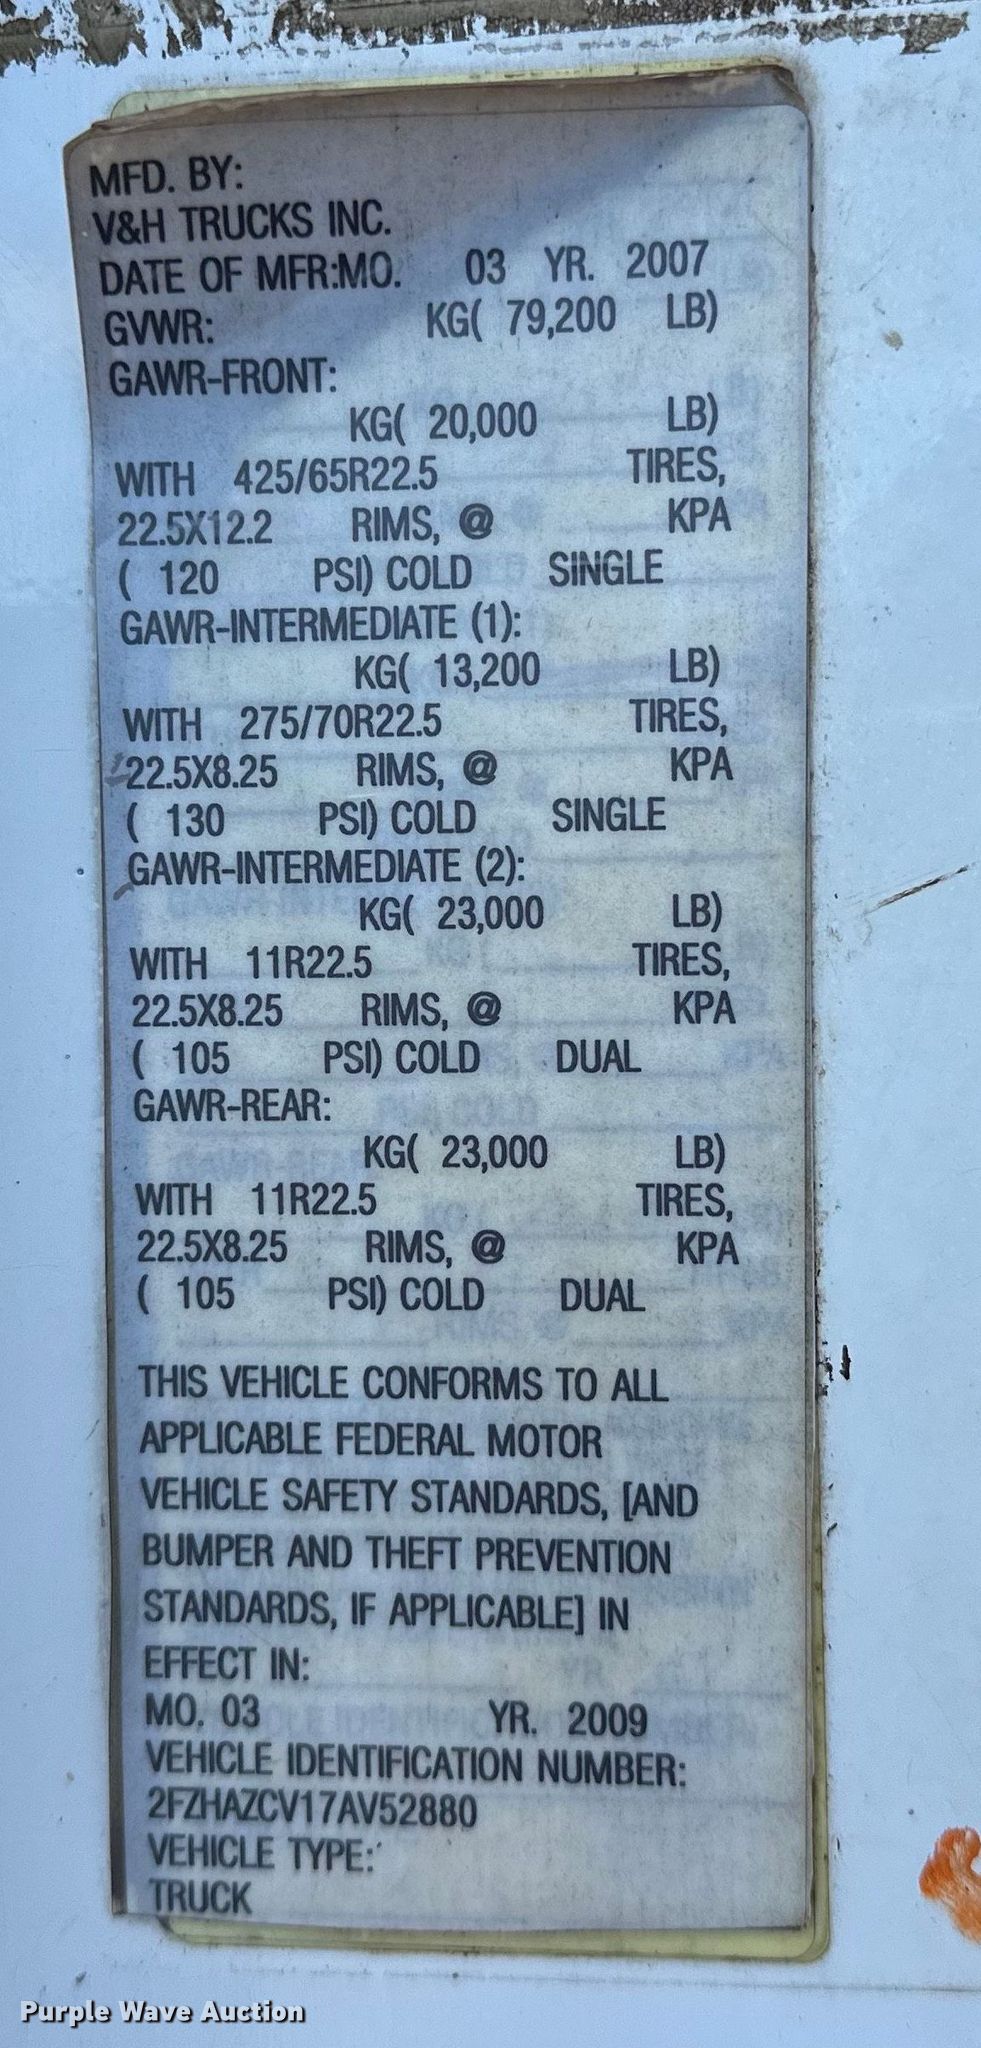 MFD. BY:
V&H TRUCKS INC.
DATE OF MFR:MO. 03 YR. 2007
GVWR: KG( 79,200 LB)
GAWR-FRONT:
KG( 20,000 LB)
WITH 425/65R22.5 TIRES,
22.5X12.2 RIMS, @ KPA
( 120 PSI) COLD SINGLE
GAWR-INTERMEDIATE (1):
KG( 13,200 LB)
WITH 275/70R22.5 TIRES,
22.5X8.25 RIMS, @ KPA
( 130 PSI) COLD SINGLE
GAWR-INTERMEDIATE (2):
KG( 23,000 LB)
WITH 11R22.5 TIRES,
22.5X8.25 RIMS, @ KPA
( 105 PSI) COLD DUAL
GAWR-REAR:
KG( 23,000 LB)
WITH 11R22.5 TIRES,
22.5X8.25 RIMS, @ KPA
( 105 PSI) COLD DUAL
THIS VEHICLE CONFORMS TO ALL
APPLICABLE FEDERAL MOTOR
VEHICLE SAFETY STANDARDS, [AND
BUMPER AND THEFT PREVENTION
STANDARDS, IF APPLICABLE] IN
EFFECT IN:
MO. 03 YR. 2009
VEHICLE IDENTIFICATION NUMBER:
2FZHAZCV17AV52880
VEHICLE TYPE:
TRUCK
Purple Wave Auction